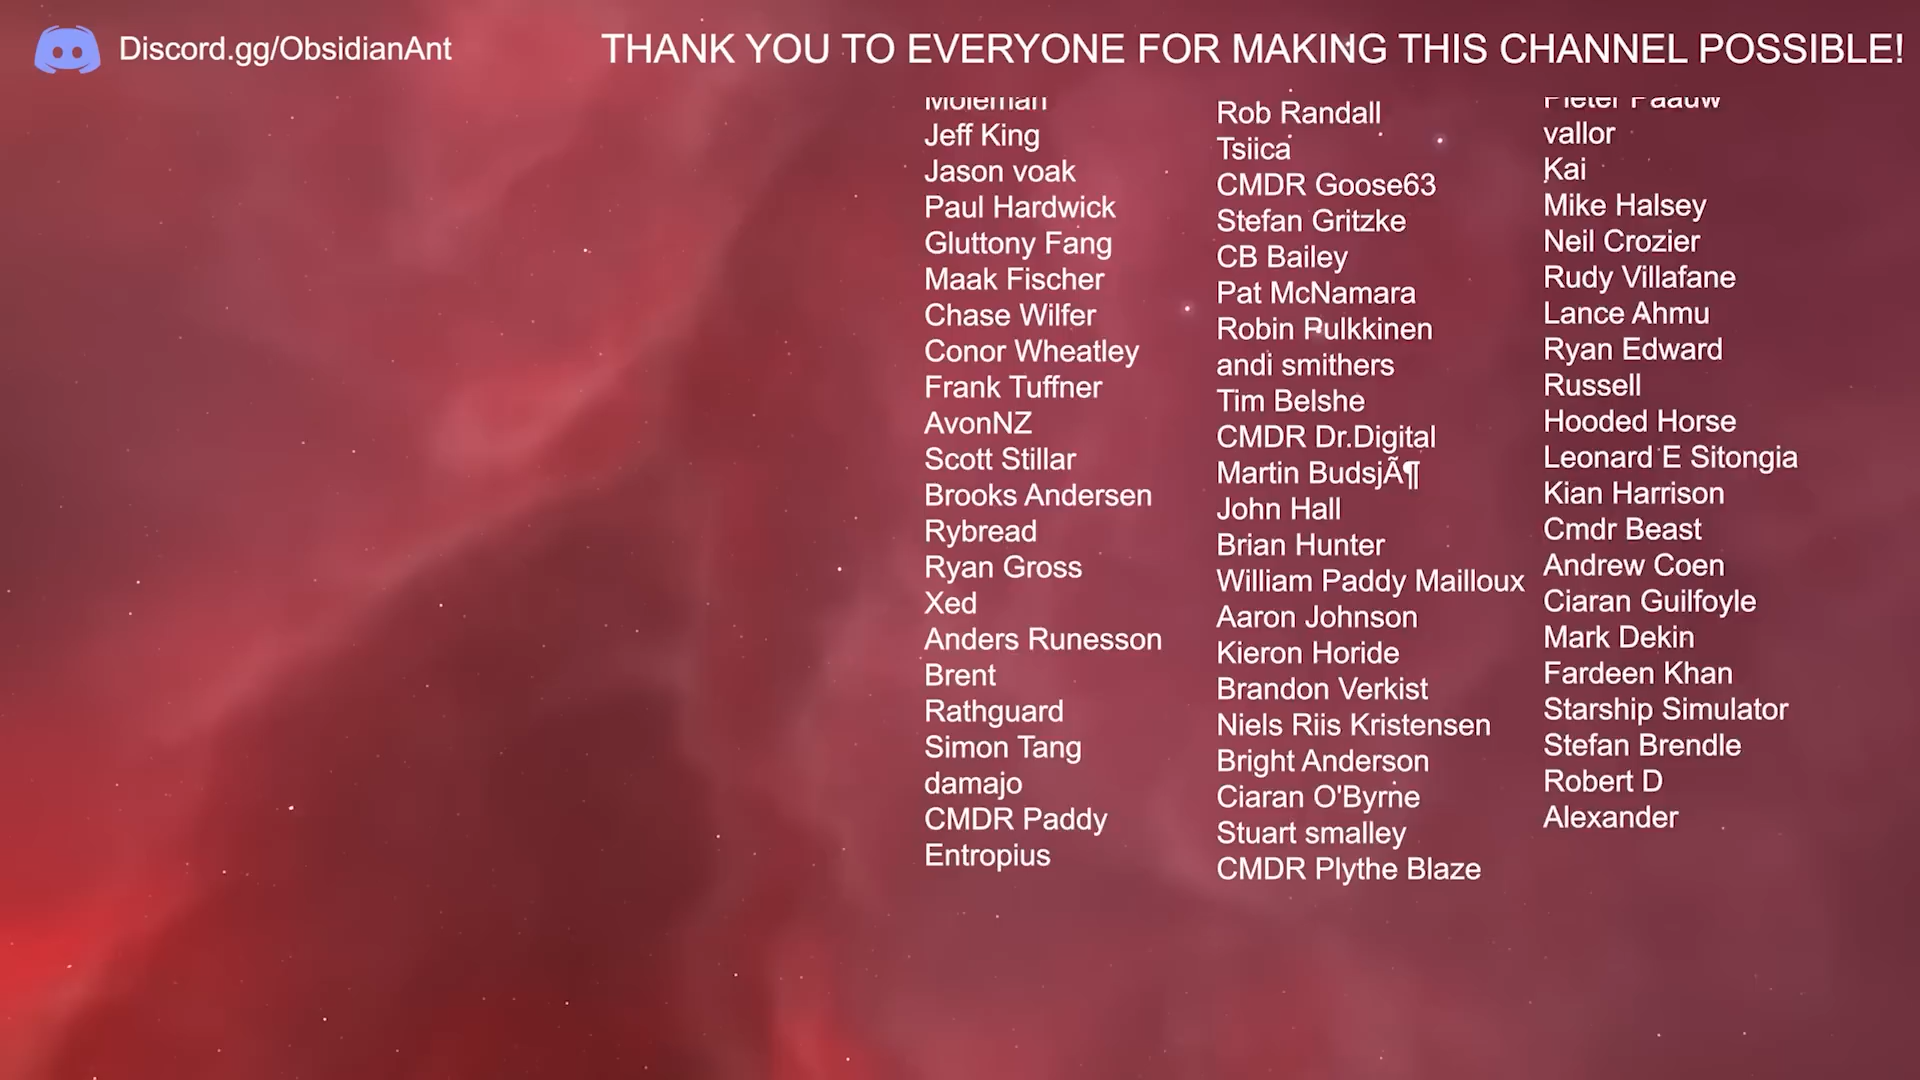 Discord.gg/ObsidianAnt
THANK YOU TO EVERYONE FOR MAKING THIS CHANNEL POSSIBLE!
Moleman
Jeff King
Jason voak
Paul Hardwick
Gluttony Fang
Maak Fischer
Chase Wilfer
Conor Wheatley
Frank Tuffner
AvonNZ
Scott Stillar
Brooks Andersen
Rybread
Ryan Gross
Xed
Anders Runesson
Brent
Rathguard
Simon Tang
damajo
CMDR Paddy
Entropius
Rob Randall
Tsiica
CMDR Goose63
Stefan Gritzke
CB Bailey
Pat McNamara
Robin Pulkkinen
andi smithers
Tim Belshe
CMDR Dr.Digital
Martin BudsjÃ¶
John Hall
Brian Hunter
William Paddy Mailloux
Aaron Johnson
Kieron Horide
Brandon Verkist
Niels Riis Kristensen
Bright Anderson
Ciaran O'Byrne
Stuart smalley
CMDR Plythe Blaze
Pieter Paauw
vallor
Kai
Mike Halsey
Neil Crozier
Rudy Villafane
Lance Ahmu
Ryan Edward
Russell
Hooded Horse
Leonard E Sitongia
Kian Harrison
Cmdr Beast
Andrew Coen
Ciaran Guilfoyle
Mark Dekin
Fardeen Khan
Starship Simulator
Stefan Brendle
Robert D
Alexander